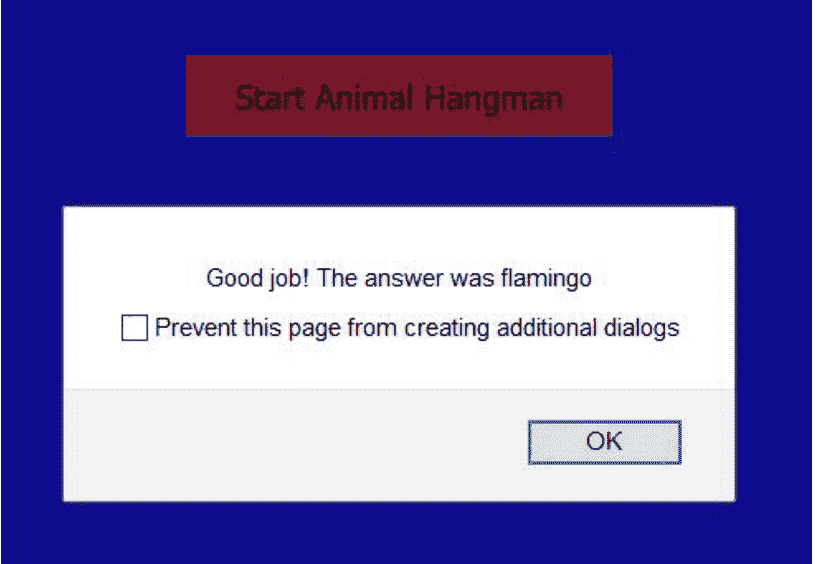 Start Animal Hangman
Good job! The answer was flamingo
Prevent this page from creating additional dialogs
OK